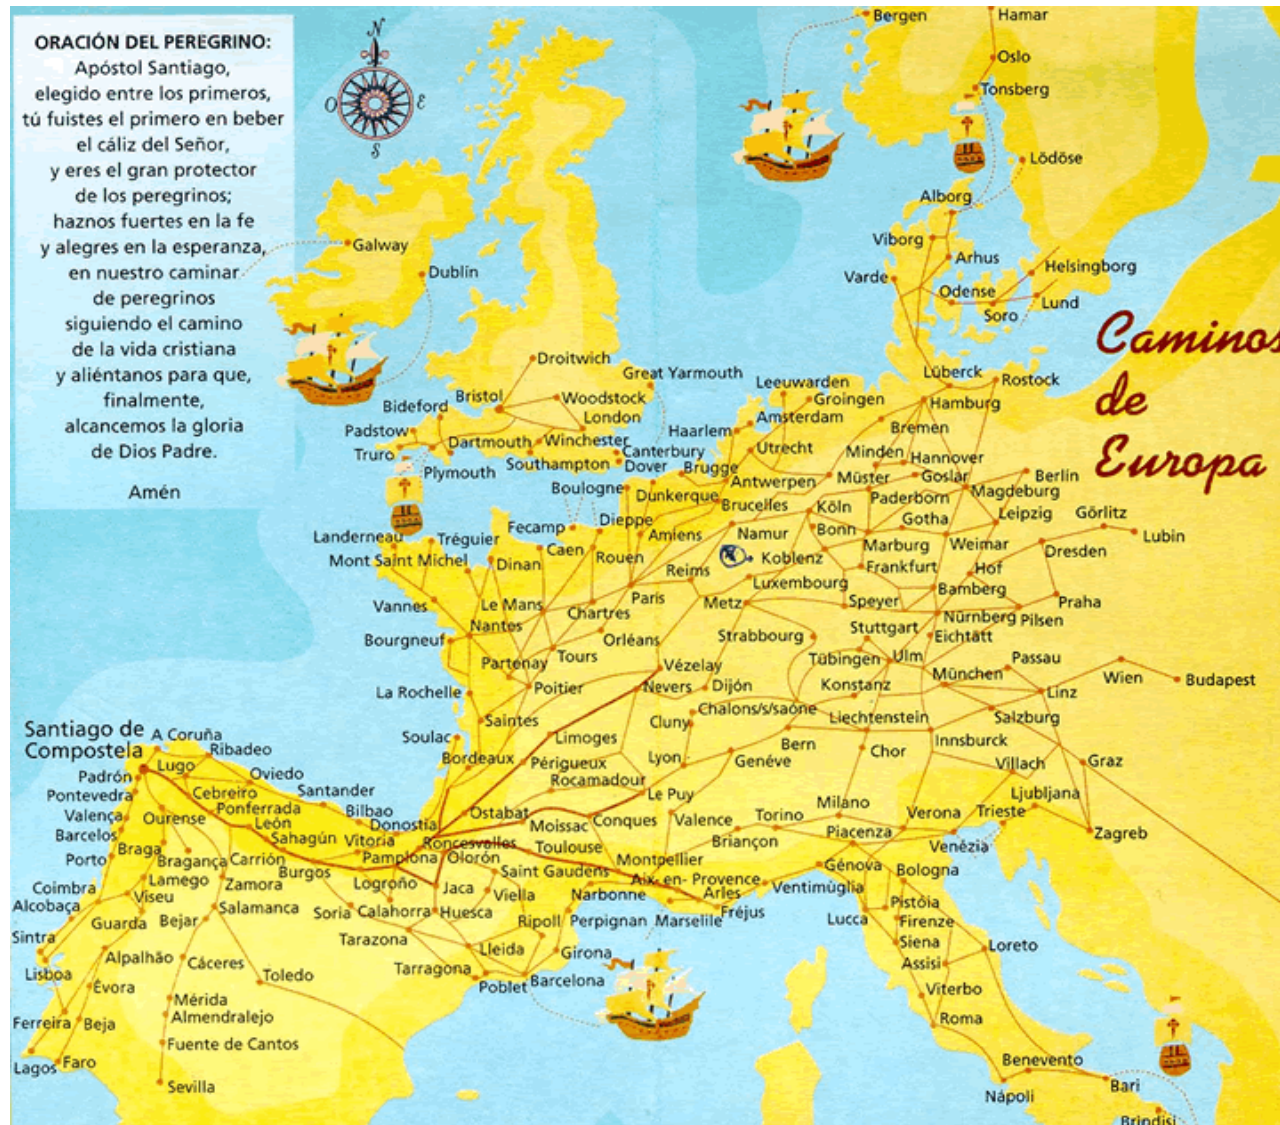 ORACIÓN DEL PEREGRINO:
Apóstol Santiago,
elegido entre los primeros,
tú fuistes el primero en beber
el cáliz del Señor,
y eres el gran protector
de los peregrinos;
haznos fuertes en la fe
y alegres en la esperanza,
en nuestro caminar
de peregrinos
siguiendo el camino
de la vida cristiana
y aliéntanos para que,
finalmente,
alcancemos la gloria
de Dios Padre.
Amén
N
O
E
S
Caminos
de
Europa
Bergen
Hamar
Oslo
Tonsberg
Lödöse
Alborg
Viborg
Arhus
Varde
Helsingborg
Odense
Lund
Soro
Galway
Dublín
Droitwich
Great Yarmouth
Leeuwarden
Lüberck
Rostock
Bristol
Woodstock
Groingen
Hamburg
Bideford
London
Amsterdam
Padstow
Haarlem
Bremen
Truro
Dartmouth
Winchester
Canterbury
Utrecht
Minden
Hannover
Plymouth
Southampton
Dover
Brugge
Antwerpen
Müster
Goslar
Berlín
Boulogne
Dunkerque
Brucelles
Paderborn
Magdeburg
Köln
Fecamp
Dieppe
Bonn
Gotha
Leipzig
Görlitz
Landerneau
Tréguier
Amiens
Namur
Weimar
Lubin
Mont Saint Michel
Dinan
Caen
Rouen
Koblenz
Marburg
Dresden
Reims
Frankfurt
Hof
Luxembourg
Bamberg
Vannes
Le Mans
Chartres
París
Metz
Speyer
Praha
Nantes
Nürnberg
Pilsen
Bourgneuf
Orléans
Strabbourg
Stuttgart
Eichtätt
Partenay
Tours
Vézelay
Tübingen
Ulm
Passau
La Rochelle
Poitier
Nevers
Dijón
Konstanz
München
Linz
Wien
Budapest
Saintes
Cluny
Chalons/s/saône
Liechtenstein
Salzburg
Soulac
Limoges
Bern
Innsburck
Bordeaux
Périgueux
Lyon
Genéve
Chor
Villach
Graz
Rocamadour
Le Puy
Ljubljana
Santiago de
Compostela
A Coruña
Ribadeo
Padrón
Lugo
Oviedo
Pontevedra
Cebreiro
Santander
Valença
Ourense
Ponferrada
Bilbao
Ostabat
Conques
Valence
Torino
Milano
Verona
Trieste
Barcelos
León
Donostia
Moissac
Piacenza
Zagreb
Braga
Sahagún
Vitoria
Roncesvalles
Toulouse
Briançon
Venézia
Porto
Bragança
Carrión
Pamplona
Olorón
Montpellier
Génova
Bologna
Lamego
Burgos
Saint Gaudens
Aix- en- Provence
Coimbra
Viseu
Zamora
Logroño
Jaca
Viella
Narbonne
Arles
Ventimùglia
Alcobaça
Salamanca
Soria
Calahorra
Huesca
Fréjus
Pistóia
Guarda
Bejar
Ripoll
Perpignan
Marselile
Lucca
Firenze
Sintra
Tarazona
Lleida
Girona
Siena
Loreto
Alpalhão
Cáceres
Assisi
Lisboa
Toledo
Tarragona
Barcelona
Évora
Poblet
Viterbo
Mérida
Roma
Ferreira
Beja
Almendralejo
Fuente de Cantos
Benevento
Lagos
Faro
Sevilla
Nápoli
Bari
Brindisi